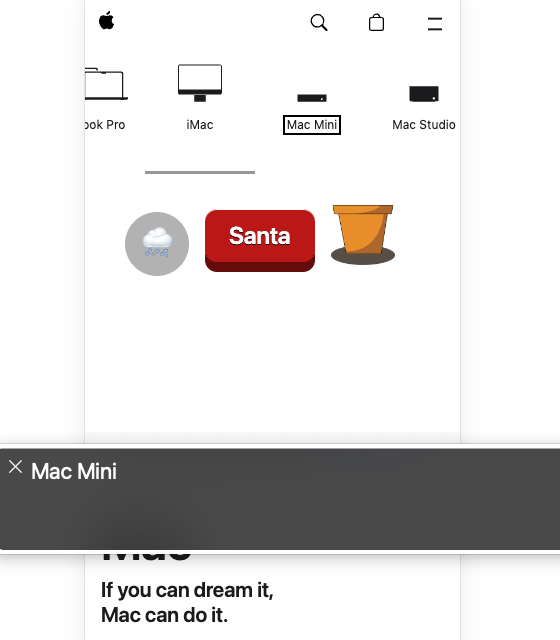 ook Pro
iMac
Mac Mini
Mac Studio
Santa
Mac Mini
Mac
If you can dream it,
Mac can do it.